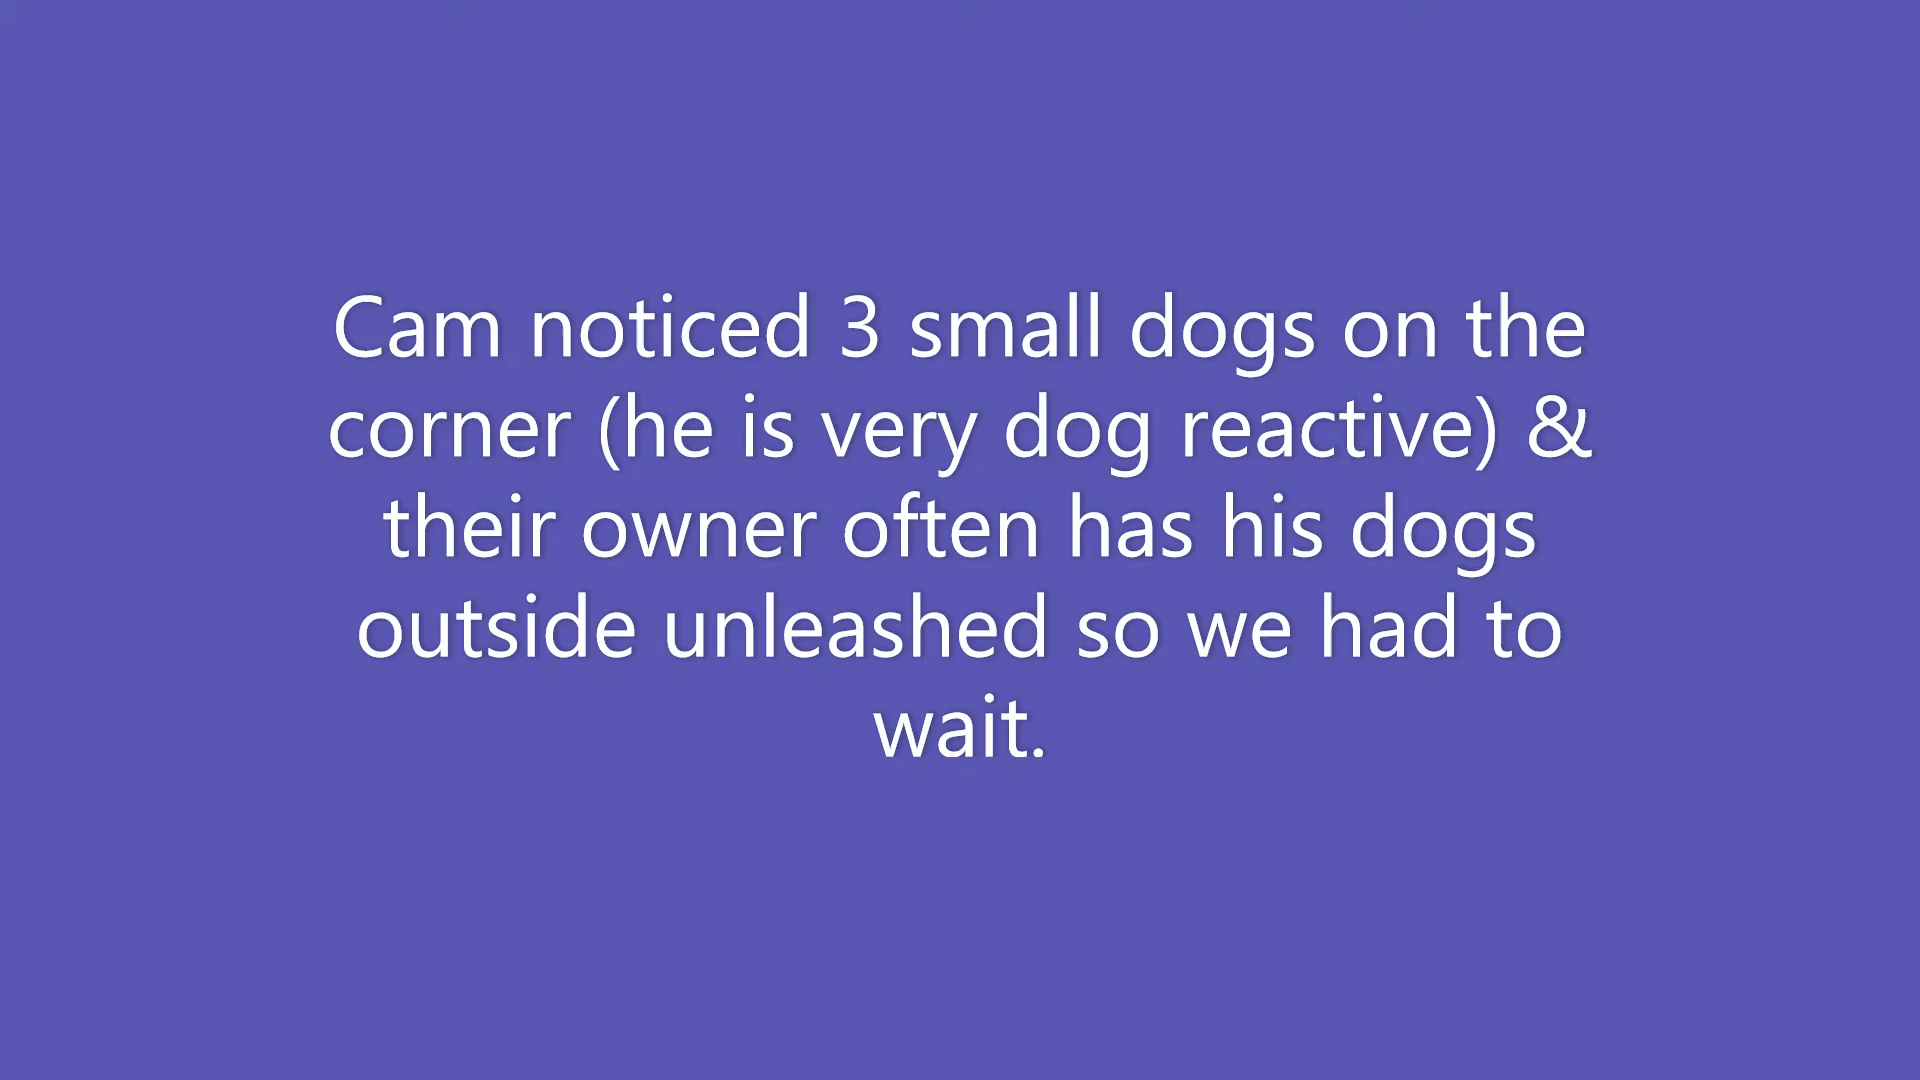 Cam noticed 3 small dogs on the
corner (he is very dog reactive) &
their owner often has his dogs
outside unleashed so we had to
wait.